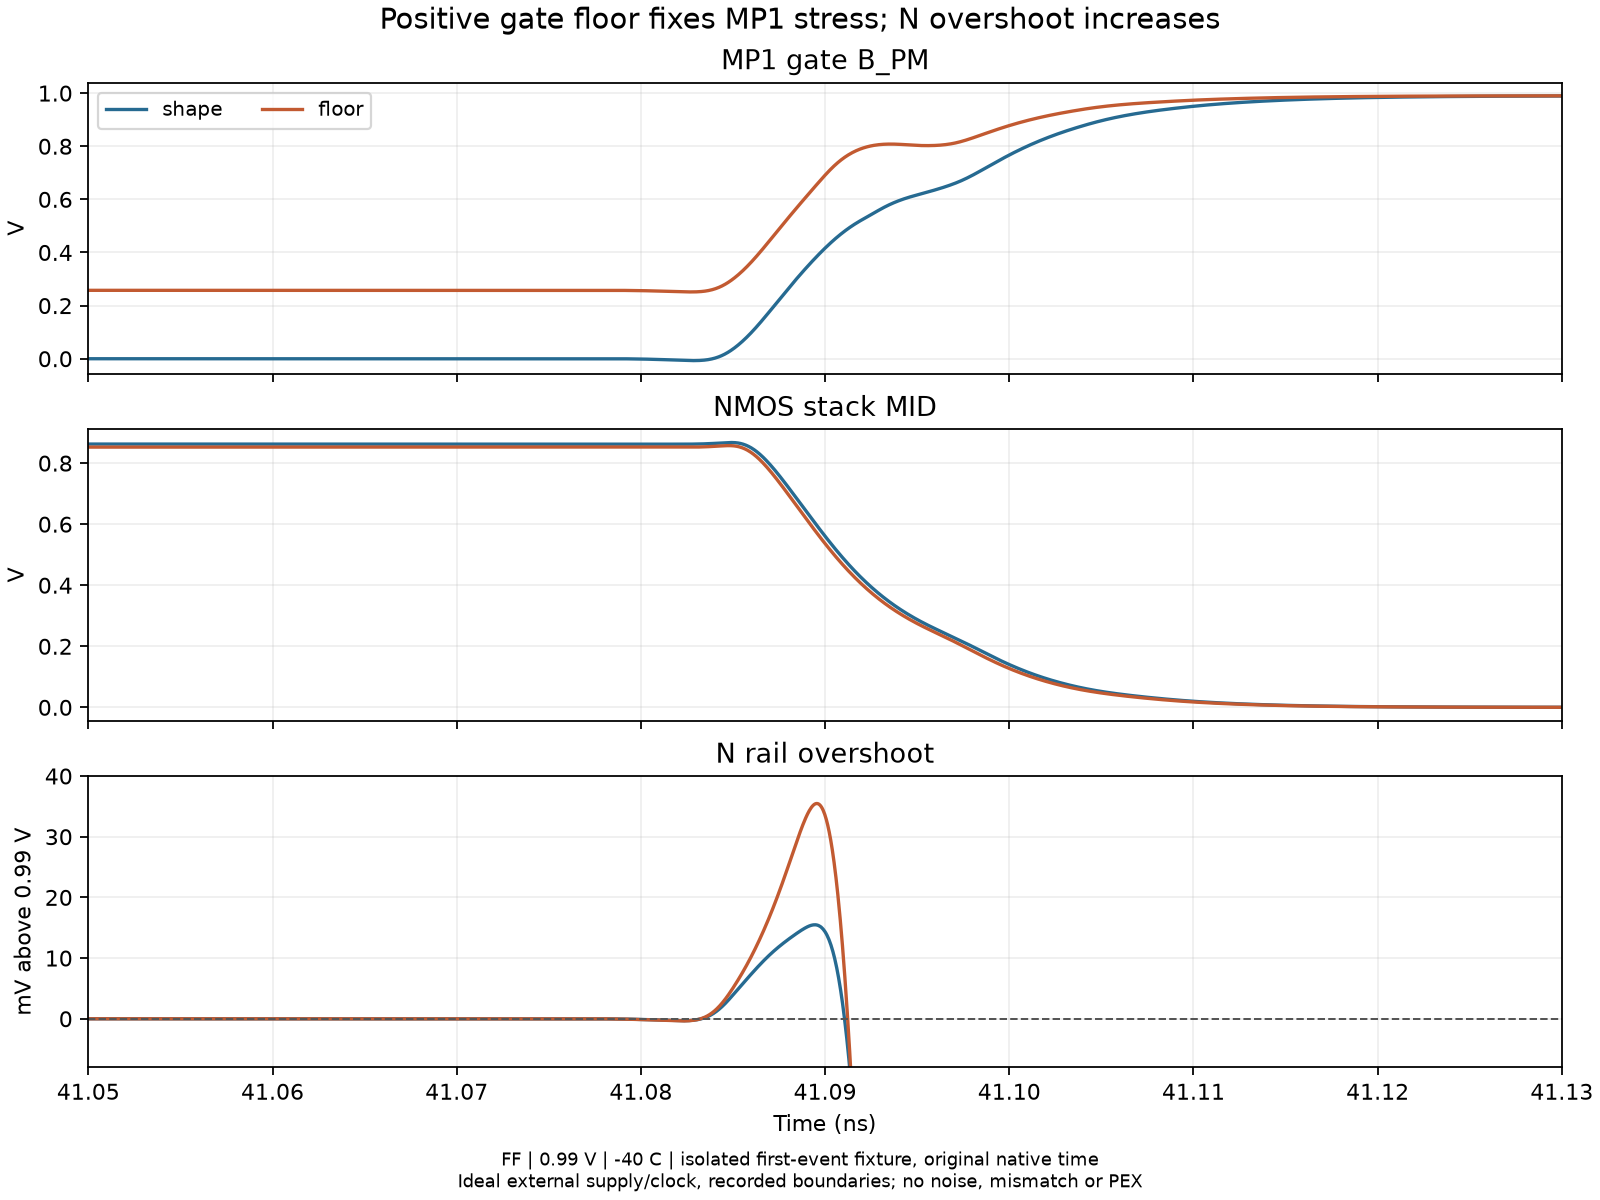 Positive gate floor fixes MP1 stress; N overshoot increases
MP1 gate B_PM
shape
floor
1.0
0.8
0.6
0.4
0.2
0.0
V
NMOS stack MID
0.8
0.6
0.4
0.2
0.0
V
N rail overshoot
40
30
20
10
0
mV above 0.99 V
41.05 41.06 41.07 41.08 41.09 41.10 41.11 41.12 41.13
Time (ns)
FF | 0.99 V | -40 C | isolated first-event fixture, original native time
Ideal external supply/clock, recorded boundaries; no noise, mismatch or PEX